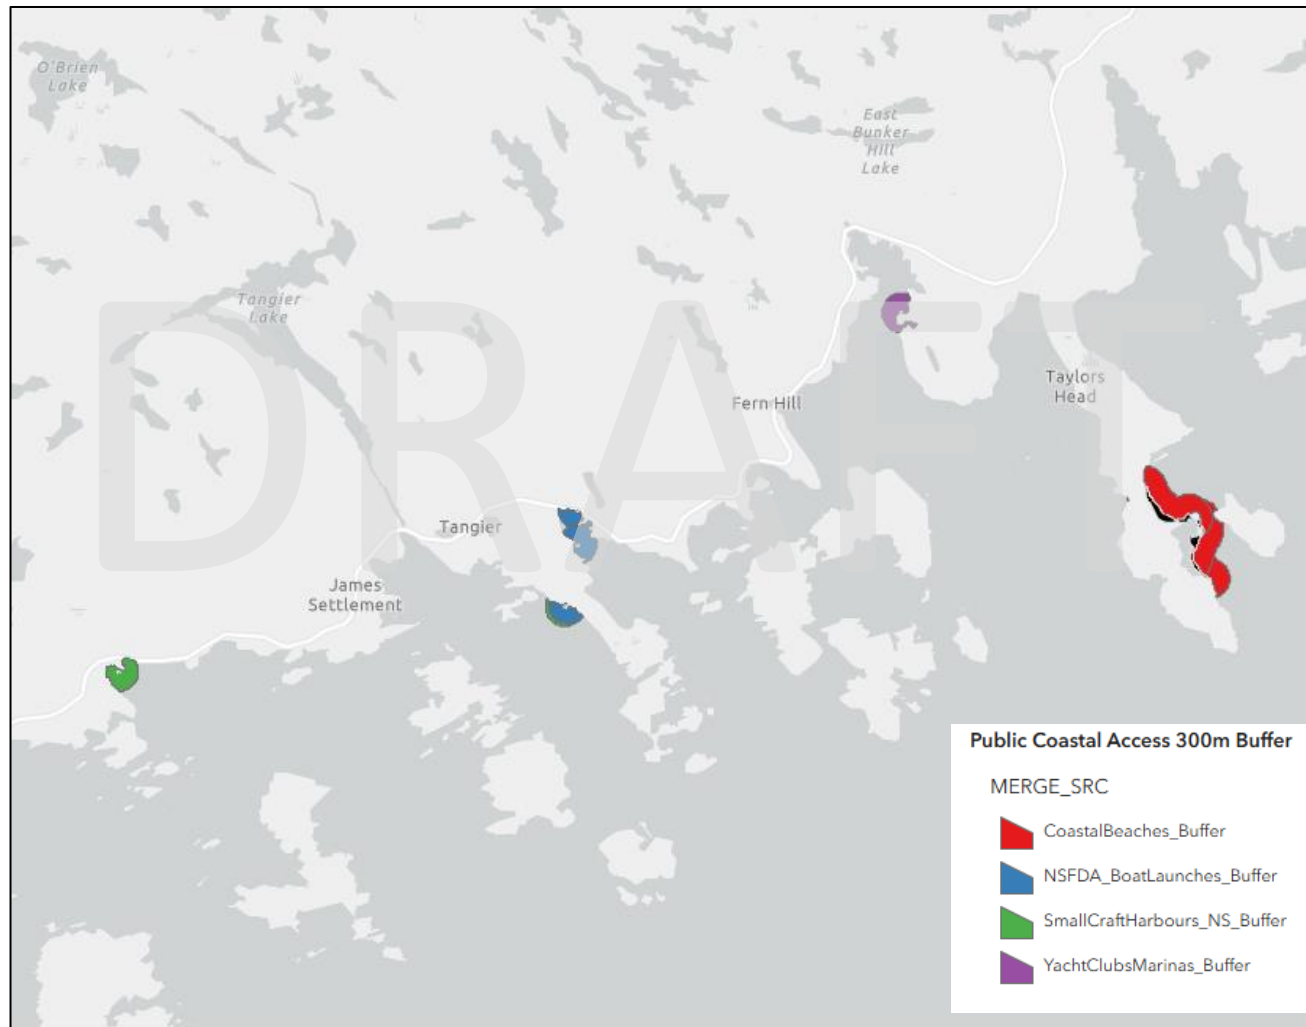 O'Brien
Lake
East
Bunker
Hill
Lake
Tangier
Lake
DRAFT
Taylors
Head
Fern Hill
Tangier
James
Settlement
Public Coastal Access 300m Buffer
MERGE_SRC
CoastalBeaches_Buffer
NSFDA_BoatLaunches_Buffer
SmallCraftHarbours_NS_Buffer
YachtClubsMarinas_Buffer